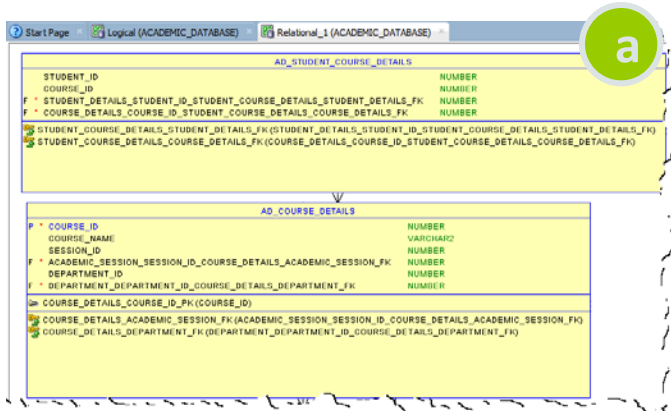 Start Page
Logical (ACADEMIC_DATABASE)
Relational_1 (ACADEMIC_DATABASE)
a
AD_STUDENT_COURSE_DETAILS
STUDENT_ID NUMBER
COURSE_ID NUMBER
F * STUDENT_DETAILS_STUDENT_ID_STUDENT_COURSE_DETAILS_STUDENT_DETAILS_FK NUMBER
F * COURSE_DETAILS_COURSE_ID_STUDENT_COURSE_DETAILS_COURSE_DETAILS_FK NUMBER
STUDENT_COURSE_DETAILS_STUDENT_DETAILS_FK (STUDENT_DETAILS_STUDENT_ID_STUDENT_COURSE_DETAILS_STUDENT_DETAILS_FK)
STUDENT_COURSE_DETAILS_COURSE_DETAILS_FK (COURSE_DETAILS_COURSE_ID_STUDENT_COURSE_DETAILS_COURSE_DETAILS_FK)
AD_COURSE_DETAILS
P * COURSE_ID NUMBER
COURSE_NAME VARCHAR2
SESSION_ID NUMBER
F * ACADEMIC_SESSION_SESSION_ID_COURSE_DETAILS_ACADEMIC_SESSION_FK NUMBER
DEPARTMENT_ID NUMBER
F * DEPARTMENT_DEPARTMENT_ID_COURSE_DETAILS_DEPARTMENT_FK NUMBER
COURSE_DETAILS_COURSE_ID_PK (COURSE_ID)
COURSE_DETAILS_ACADEMIC_SESSION_FK (ACADEMIC_SESSION_SESSION_ID_COURSE_DETAILS_ACADEMIC_SESSION_FK)
COURSE_DETAILS_DEPARTMENT_FK (DEPARTMENT_DEPARTMENT_ID_COURSE_DETAILS_DEPARTMENT_FK)